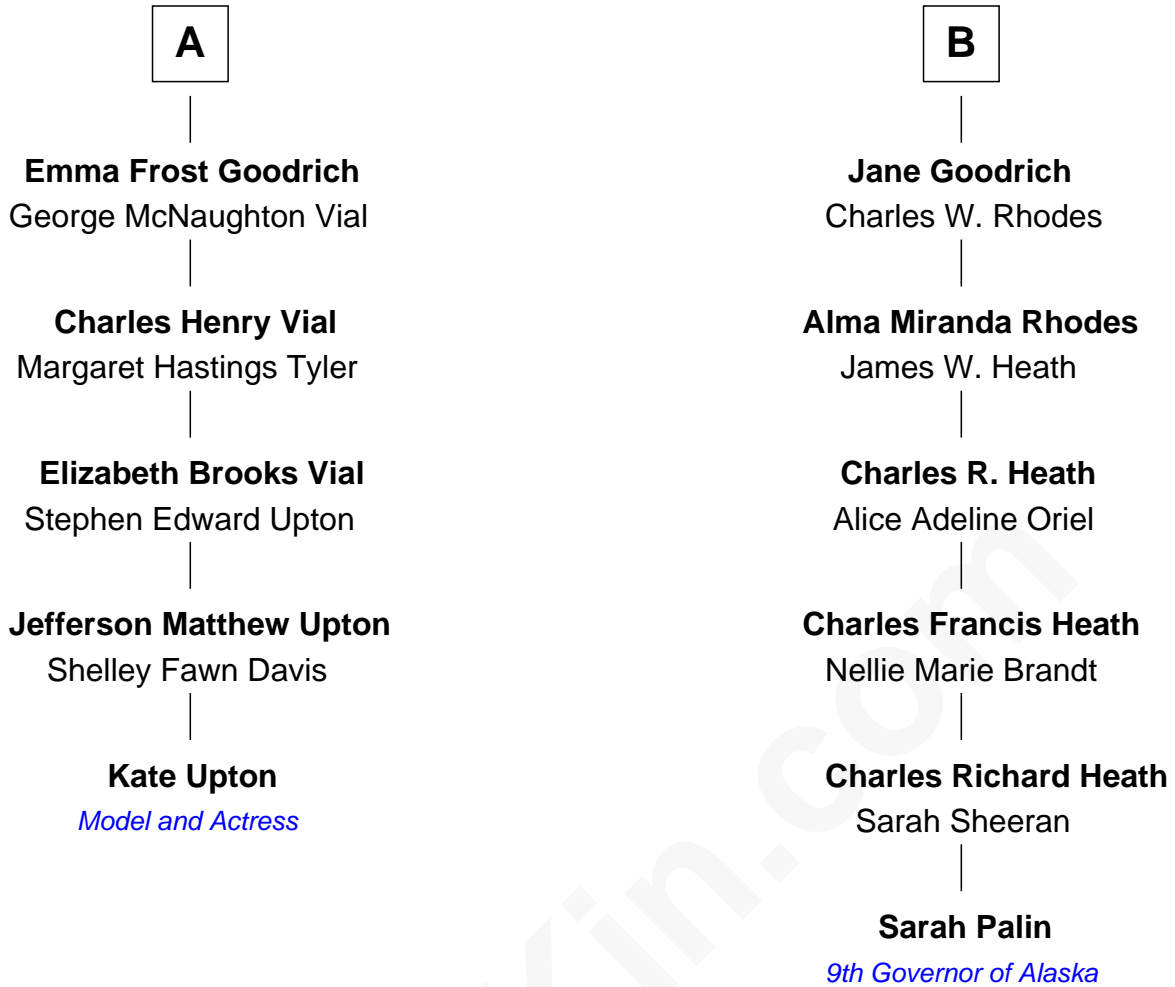 A
Emma Frost Goodrich
George McNaughton Vial
Charles Henry Vial
Margaret Hastings Tyler
Elizabeth Brooks Vial
Stephen Edward Upton
Jefferson Matthew Upton
Shelley Fawn Davis
Kate Upton
Model and Actress
B
Jane Goodrich
Charles W. Rhodes
Alma Miranda Rhodes
James W. Heath
Charles R. Heath
Alice Adeline Oriel
Charles Francis Heath
Nellie Marie Brandt
Charles Richard Heath
Sarah Sheeran
Sarah Palin
9th Governor of Alaska
Kin.com